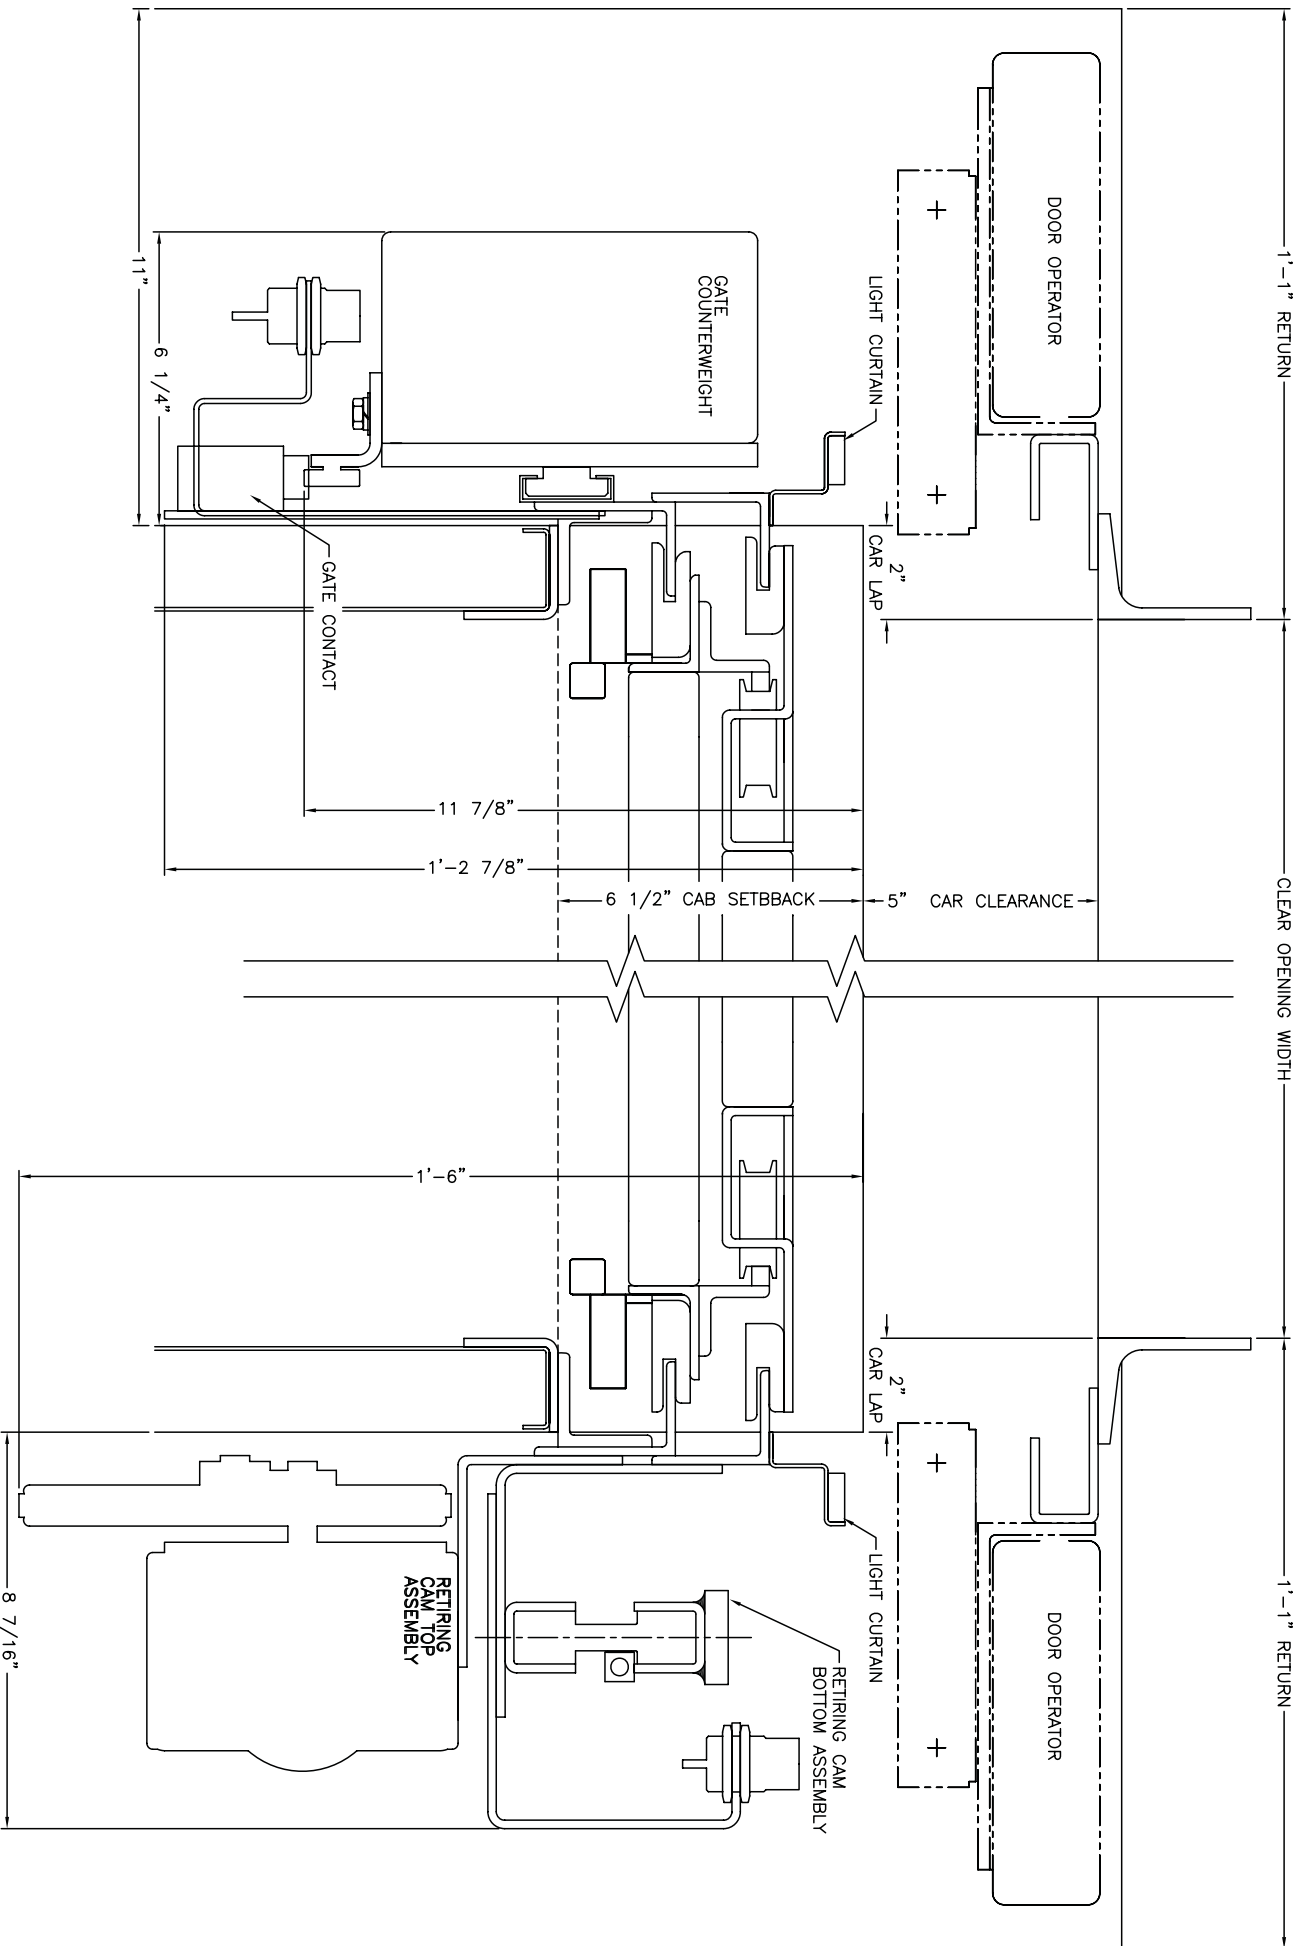 1'-1" RETURN
CLEAR OPENING WIDTH
1'-1" RETURN
DOOR OPERATOR
DOOR OPERATOR
LIGHT CURTAIN
2"
CAR LAP
5" CAR CLEARANCE
2"
CAR LAP
LIGHT CURTAIN
GATE
COUNTERWEIGHT
6 1/2" CAB SETBBACK
RETIRING CAM
BOTTOM ASSEMBLY
11 7/8"
1'-2 7/8"
1'-6"
RETIRING
CAM TOP
ASSEMBLY
GATE CONTACT
6 1/4"
11"
8 7/16"